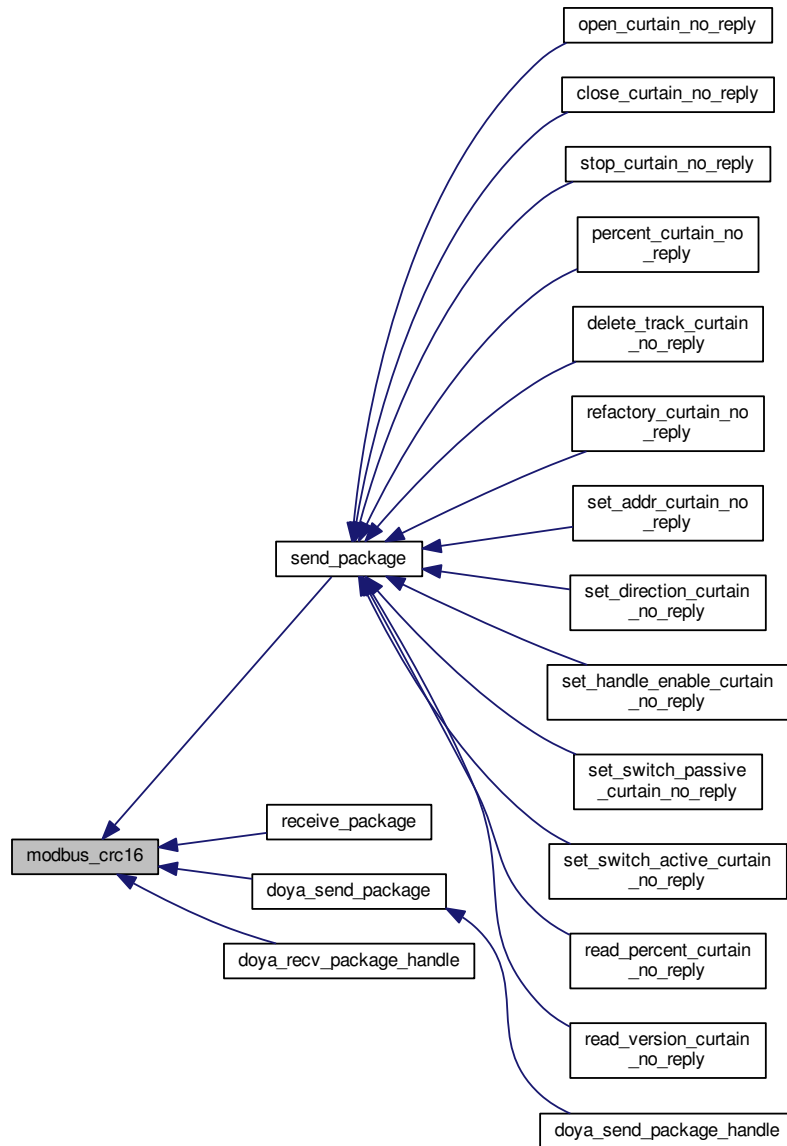 open_curtain_no_reply
close_curtain_no_reply
stop_curtain_no_reply
percent_curtain_no
_reply
delete_track_curtain
_no_reply
refactory_curtain_no
_reply
set_addr_curtain_no
_reply
send_package
set_direction_curtain
_no_reply
set_handle_enable_curtain
_no_reply
set_switch_passive
_curtain_no_reply
receive_package
modbus_crc16
set_switch_active_curtain
_no_reply
doya_send_package
doya_recv_package_handle
read_percent_curtain
_no_reply
read_version_curtain
_no_reply
doya_send_package_handle